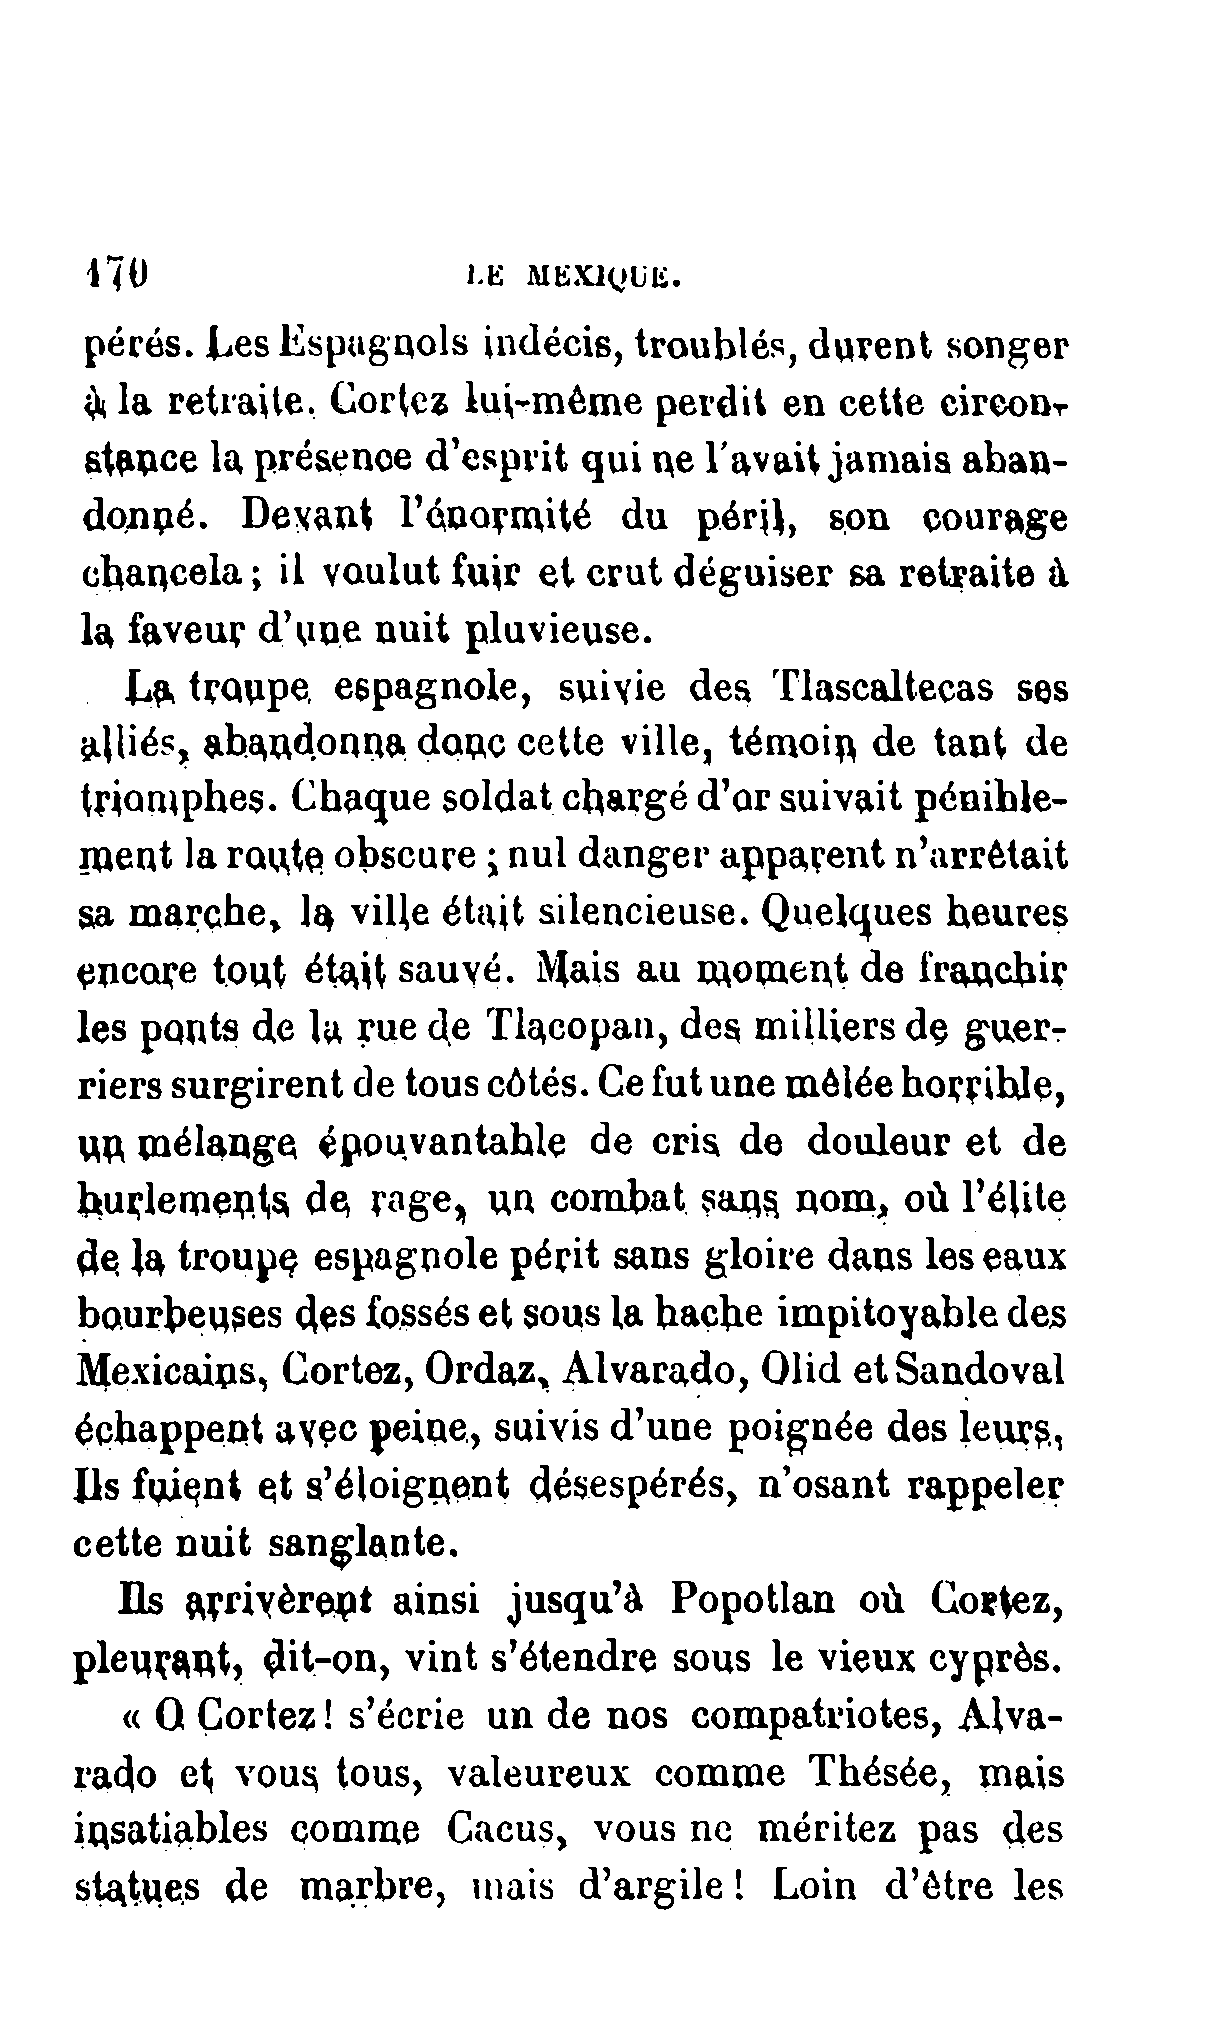 170 LE MEXIQUE.
pérés. Les Espagnols indécis, troublés, durent songer
à la retraite. Cortez lui-même perdit en cette circon-
stance la présence d'esprit qui ne l'avait jamais aban-
donné. Devant l'énormité du péril, son courage
chancela ; il voulut fuir et crut déguiser sa retraite à
la faveur d'une nuit pluvieuse.
La troupe espagnole, suivie des Tlascaltecas ses
alliés, abandonna donc cette ville, témoin de tant de
triomphes. Chaque soldat chargé d'or suivait pénible-
ment la route obscure ; nul danger apparent n'arrêtait
sa marche, la ville était silencieuse. Quelques heures
encore tout était sauvé. Mais au moment de franchir
les ponts de la rue de Tlacopan, des milliers de guer-
riers surgirent de tous côtés. Ce fut une mêlée horrible,
un mélange épouvantable de cris de douleur et de
hurlements de rage, un combat sans nom, où l'élite
de la troupe espagnole périt sans gloire dans les eaux
bourbeuses des fossés et sous la hache impitoyable des
Mexicains, Cortez, Ordaz, Alvarado, Olid et Sandoval
échappent avec peine, suivis d'une poignée des leurs,
Ils fuient et s'éloignent désespérés, n'osant rappeler
cette nuit sanglante.
Ils arrivèrent ainsi jusqu'à Popotlan où Cortez,
pleurant, dit-on, vint s'étendre sous le vieux cyprès.
« O Cortez ! s'écrie un de nos compatriotes, Alva-
rado et vous tous, valeureux comme Thésée, mais
insatiables comme Cacus, vous ne méritez pas des
statues de marbre, mais d'argile ! Loin d'être les